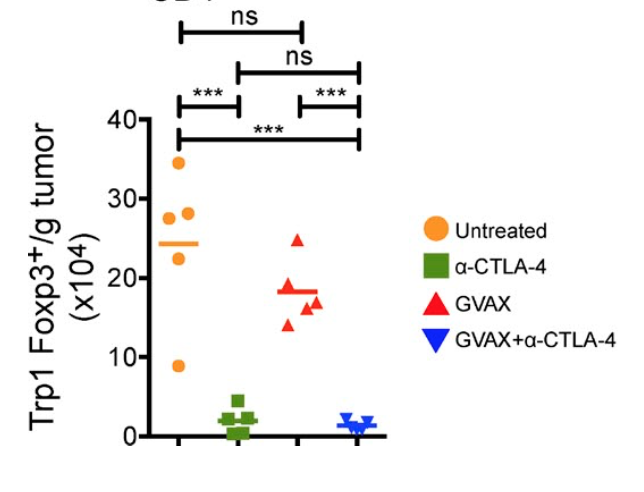 ns
ns
***
***
***
40
30
20
10
0
Trp1 Foxp3⁺/g tumor
(x10⁴)
Untreated
α-CTLA-4
GVAX
GVAX+α-CTLA-4